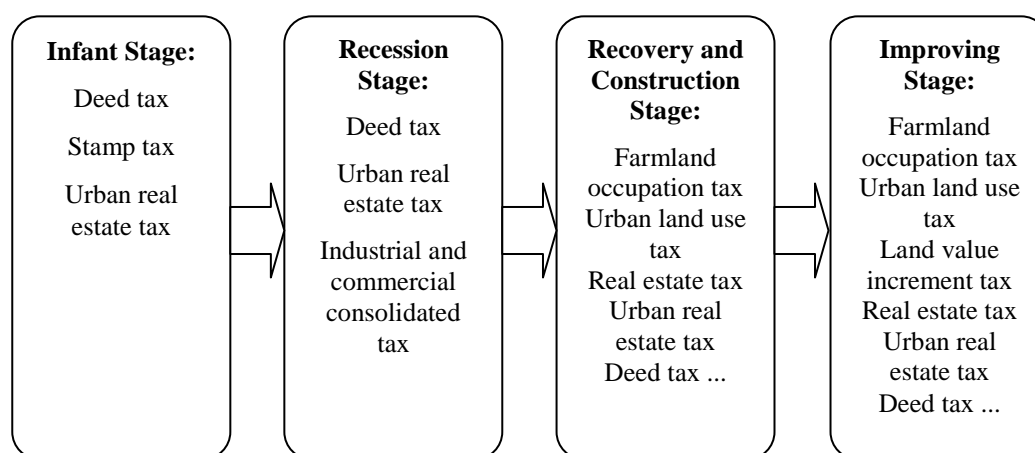 Infant Stage:
Deed tax
Stamp tax
Urban real
estate tax
Recession
Stage:
Deed tax
Urban real
estate tax
Industrial and
commercial
consolidated
tax
Recovery and
Construction
Stage:
Farmland
occupation tax
Urban land use
tax
Real estate tax
Urban real
estate tax
Deed tax ...
Improving
Stage:
Farmland
occupation tax
Urban land use
tax
Land value
increment tax
Real estate tax
Urban real
estate tax
Deed tax ...